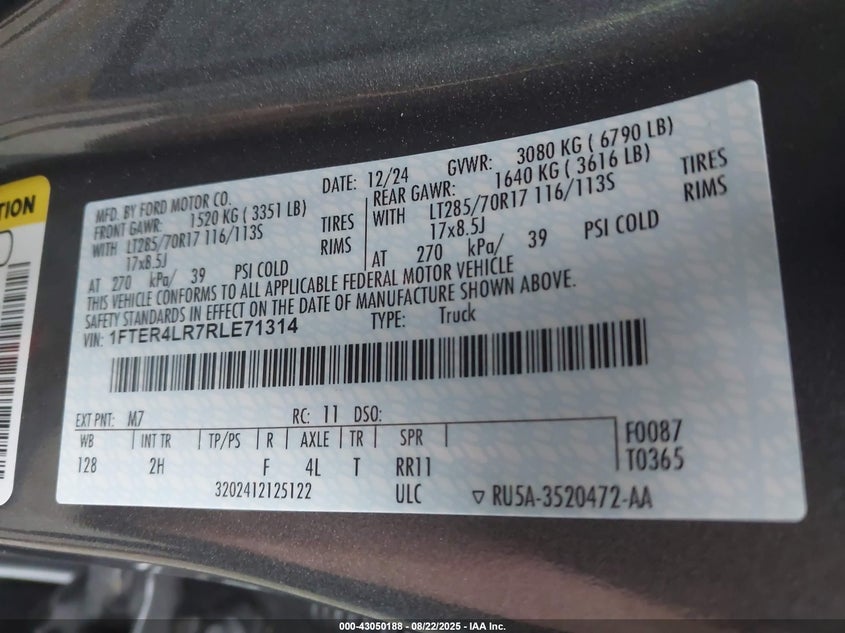 TION
MFD. BY FORD MOTOR CO.
DATE: 12/24
GVWR: 3080 KG ( 6790 LB)
FRONT GAWR: 1520 KG ( 3351 LB)
REAR GAWR: 1640 KG ( 3616 LB)
WITH LT285/70R17 116/113S TIRES
WITH LT285/70R17 116/113S TIRES
17x8.5J RIMS
17x8.5J RIMS
AT 270 kPa/ 39 PSI COLD
AT 270 kPa/ 39 PSI COLD
THIS VEHICLE CONFORMS TO ALL APPLICABLE FEDERAL MOTOR VEHICLE
SAFETY STANDARDS IN EFFECT ON THE DATE OF MANUFACTURE SHOWN ABOVE.
VIN: 1FTER4LR7RLE71314
TYPE: Truck
EXT PNT: M7 RC: 11 DSO:
WB INT TR TP/PS R AXLE TR SPR
128 2H F 4L T RR11
F0087
T0365
3202412125122 ULC ▽ RU5A-3520472-AA
000-43050188 - 08/22/2025 - IAA Inc.